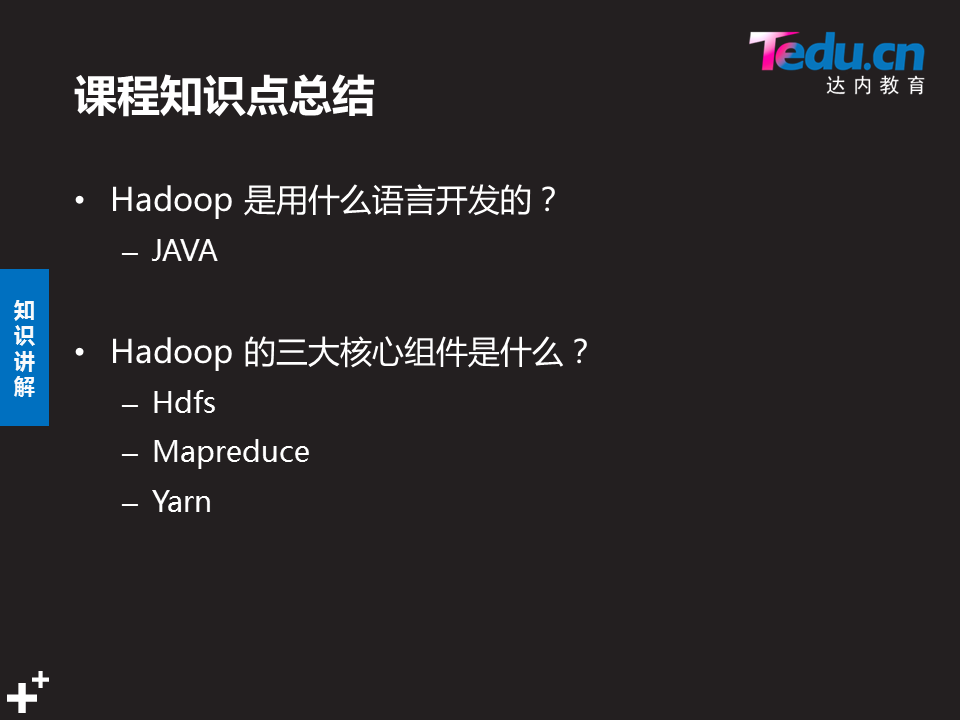 Tedu.cn
达内教育
课程知识点总结
• Hadoop 是用什么语言开发的？
– JAVA
知识讲解
• Hadoop 的三大核心组件是什么？
– Hdfs
– Mapreduce
– Yarn